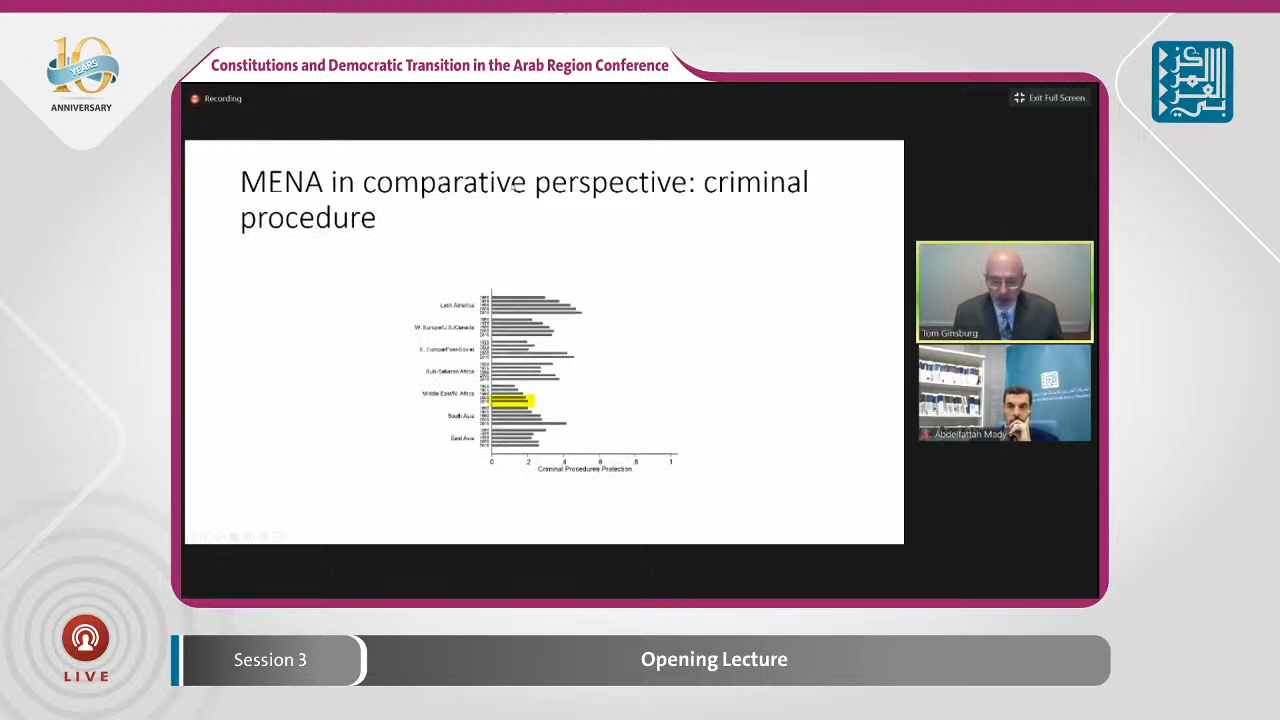 10
YEARS
ANNIVERSARY
Constitutions and Democratic Transition in the Arab Region Conference
المركز العربي
Recording
Exit Full Screen
MENA in comparative perspective: criminal
procedure
Latin America
W. Europe/U.S./Canada
E. Europe/Post-Soviet
Sub-Saharan Africa
Middle East/N. Africa
South Asia
East Asia
0 .2 .4 .6 .8 1
Criminal Procedures Protection
Tom Ginsburg
Abdelfattah Mady
LIVE
Session 3
Opening Lecture